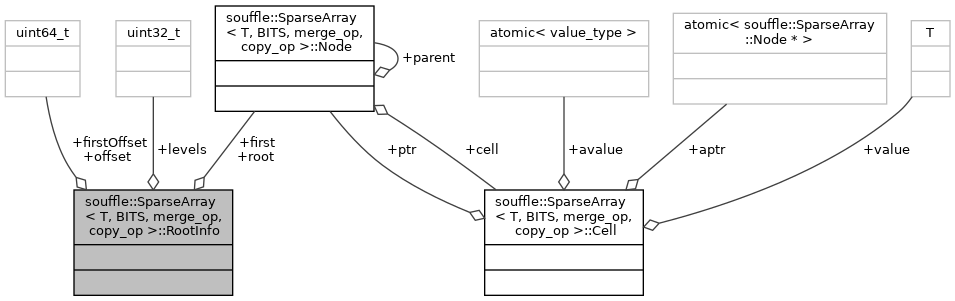 uint64_t
uint32_t
souffle::SparseArray
< T, BITS, merge_op,
copy_op >::Node
atomic< value_type >
atomic< souffle::SparseArray
::Node * >
T
+parent
+firstOffset
+offset
+levels
+first
+root
+ptr
+cell
+avalue
+aptr
+value
souffle::SparseArray
< T, BITS, merge_op,
copy_op >::RootInfo
souffle::SparseArray
< T, BITS, merge_op,
copy_op >::Cell